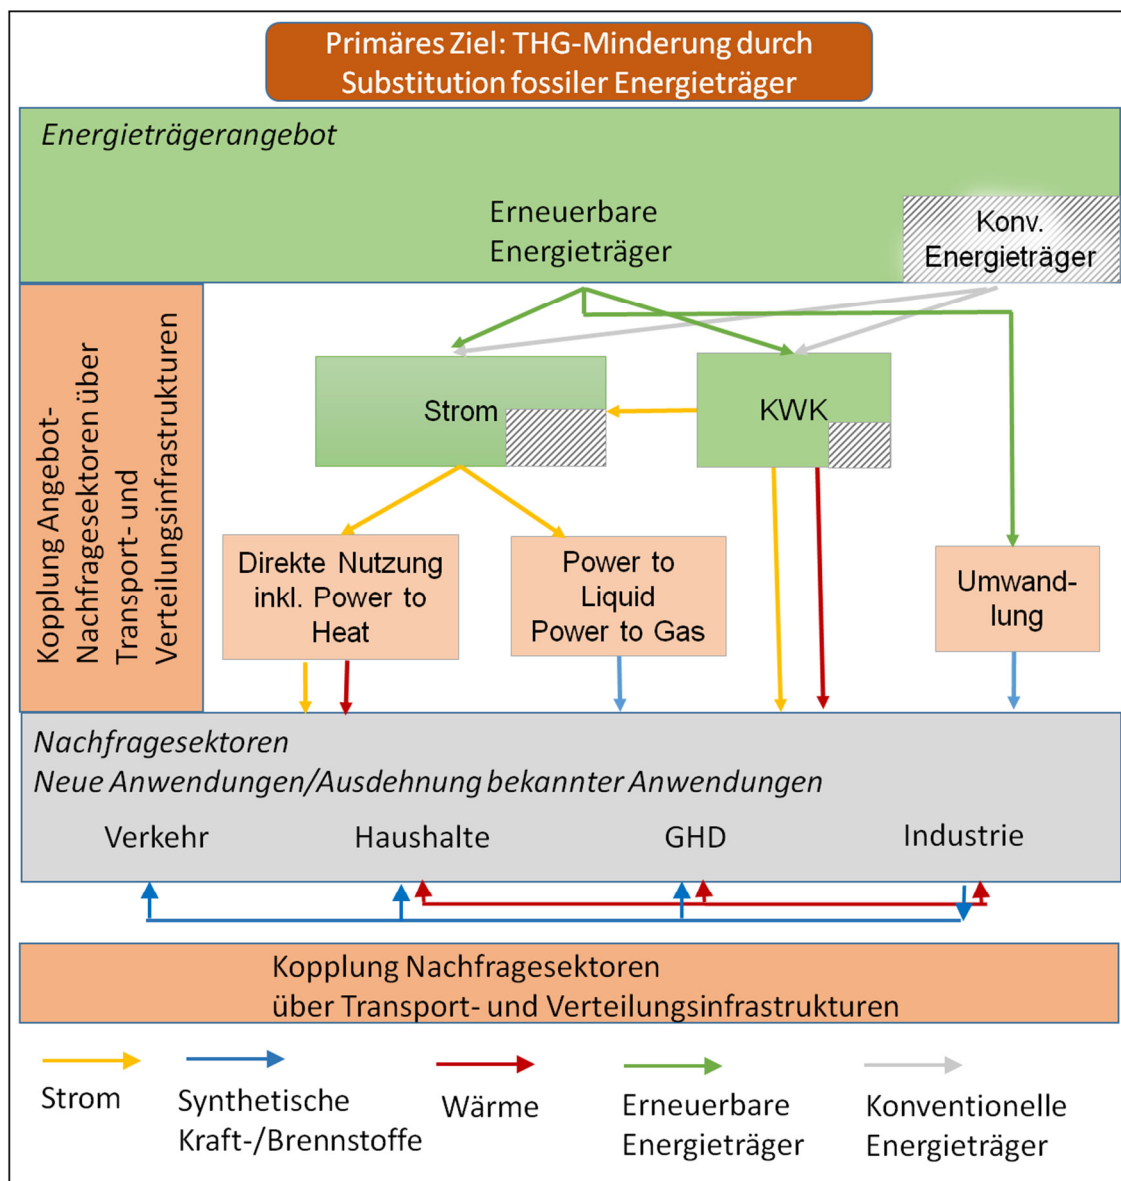 Primäres Ziel: THG-Minderung durch
Substitution fossiler Energieträger
Energieträgerangebot
Erneuerbare
Energieträger
Konv.
Energieträger
Kopplung Angebot-
Nachfragesektoren über
Transport- und
Verteilungsinfrastrukturen
Strom
KWK
Direkte Nutzung
inkl. Power to
Heat
Power to
Liquid
Power to Gas
Umwand-
lung
Nachfragesektoren
Neue Anwendungen/Ausdehnung bekannter Anwendungen
Verkehr
Haushalte
GHD
Industrie
Kopplung Nachfragesektoren
über Transport- und Verteilungsinfrastrukturen
Strom
Synthetische
Kraft-/Brennstoffe
Wärme
Erneuerbare
Energieträger
Konventionelle
Energieträger